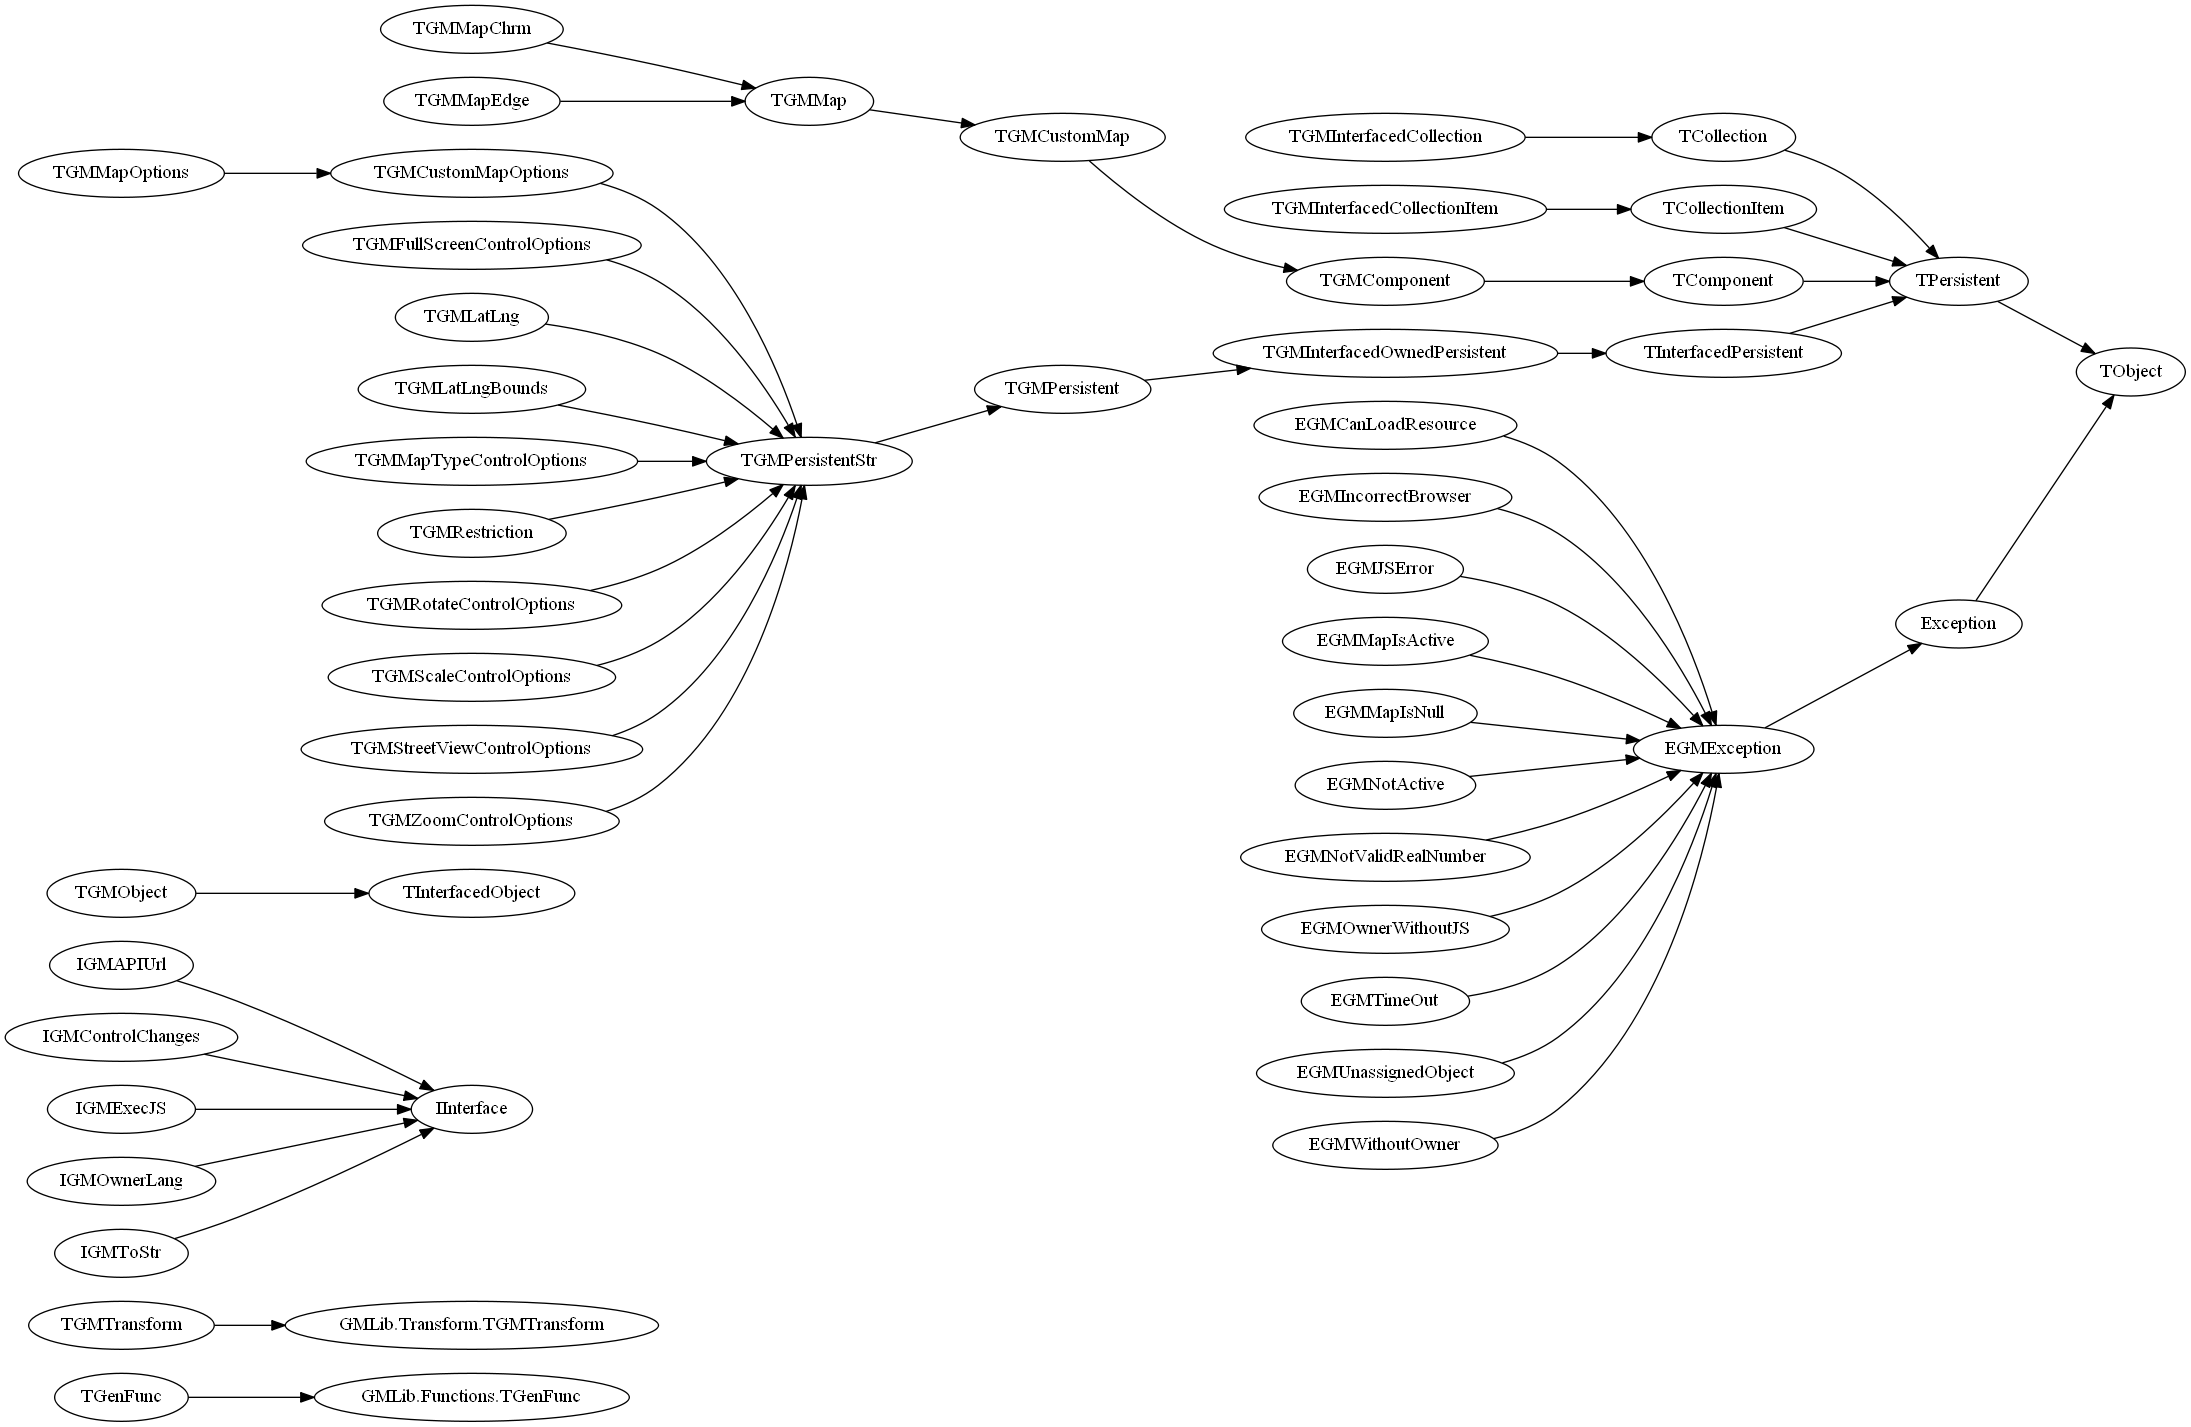 TGMMapChrm
TGMMapEdge
TGMMap
TGMCustomMap
TGMInterfacedCollection
TCollection
TGMMapOptions
TGMCustomMapOptions
TGMInterfacedCollectionItem
TCollectionItem
TGMFullScreenControlOptions
TGMComponent
TComponent
TPersistent
TGMLatLng
TGMInterfacedOwnedPersistent
TInterfacedPersistent
TObject
TGMLatLngBounds
TGMPersistent
EGMCanLoadResource
TGMMapTypeControlOptions
TGMPersistentStr
EGMIncorrectBrowser
TGMRestriction
EGMJSError
TGMRotateControlOptions
Exception
EGMMapIsActive
TGMScaleControlOptions
EGMMapIsNull
TGMStreetViewControlOptions
EGMException
EGMNotActive
TGMZoomControlOptions
EGMNotValidRealNumber
TGMObject
TInterfacedObject
EGMOwnerWithoutJS
IGMAPIUrl
EGMTimeOut
IGMControlChanges
EGMUnassignedObject
IGMExecJS
IInterface
EGMWithoutOwner
IGMOwnerLang
IGMToStr
TGMTransform
GMLib.Transform.TGMTransform
TGenFunc
GMLib.Functions.TGenFunc